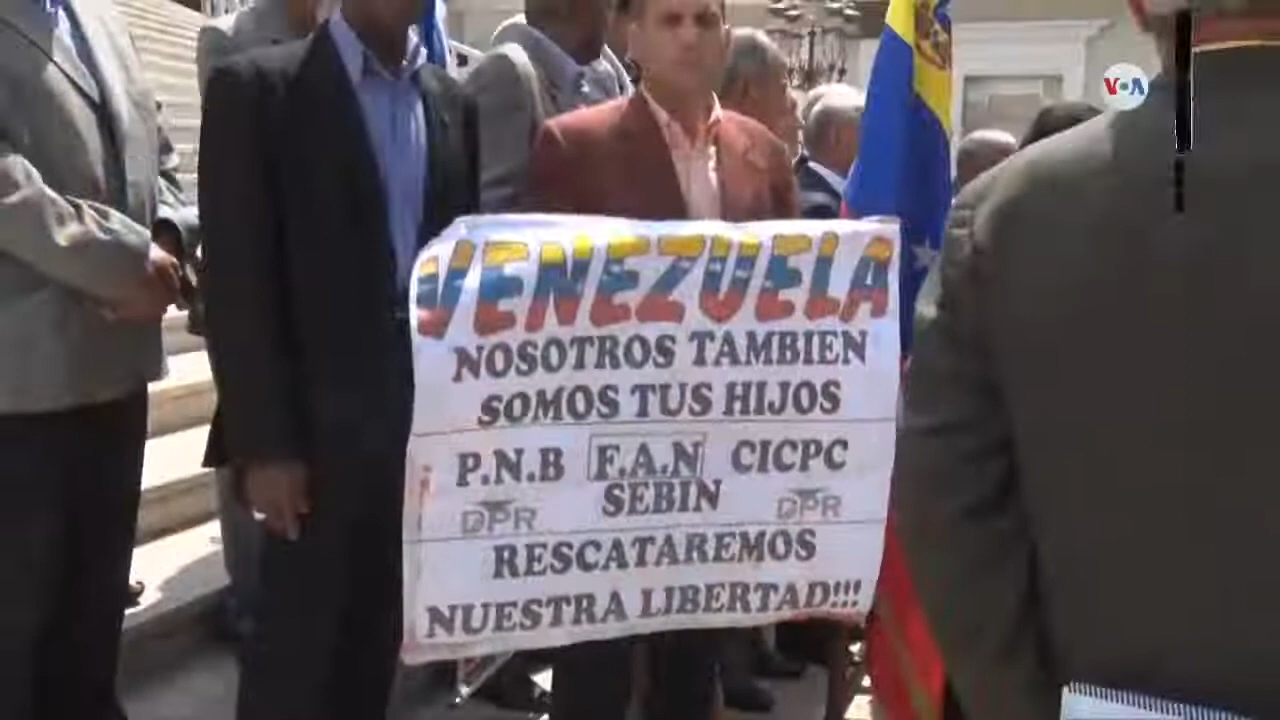 VOA
VENEZUELA
NOSOTROS TAMBIEN
SOMOS TUS HIJOS
P.N.B F.A.N CICPC
SEBIN
DPR DPR
RESCATAREMOS
NUESTRA LIBERTAD!!!